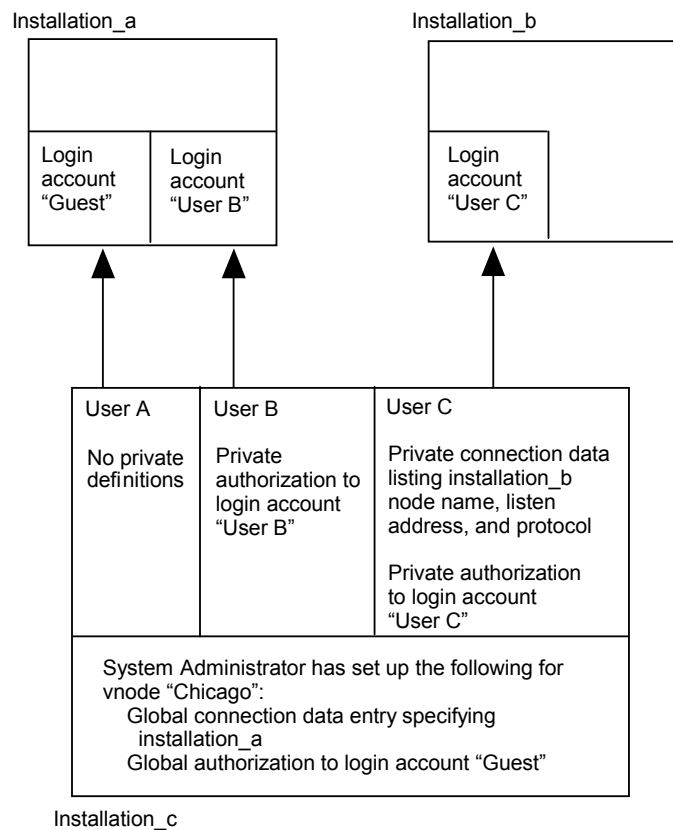 Installation_a
Installation_b
Login
account
“Guest”
Login
account
“User B”
Login
account
“User C”
User A
No private
definitions
User B
Private
authorization to
login account
“User B”
User C
Private connection data
listing installation_b
node name, listen
address, and protocol
Private authorization
to login account
“User C”
System Administrator has set up the following for
vnode “Chicago”:
Global connection data entry specifying
installation_a
Global authorization to login account “Guest”
Installation_c